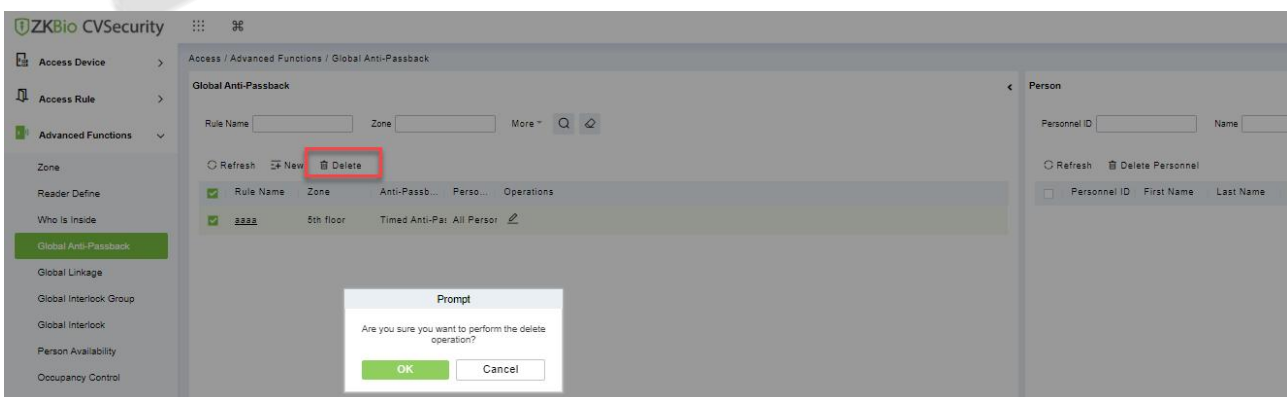 ZKBio CVSecurity
Access Device
Access Rule
Advanced Functions
Zone
Reader Define
Who Is Inside
Global Anti-Passback
Global Linkage
Global Interlock Group
Global Interlock
Person Availability
Occupancy Control
Access / Advanced Functions / Global Anti-Passback
Global Anti-Passback
Rule Name Zone More
Refresh New Delete
Rule Name Zone Anti-Passb... Perso... Operations
aaaa 5th floor Timed Anti-Pas All Person
Prompt
Are you sure you want to perform the delete
operation?
OK Cancel
Person
Personnel ID Name
Refresh Delete Personnel
Personnel ID First Name Last Name